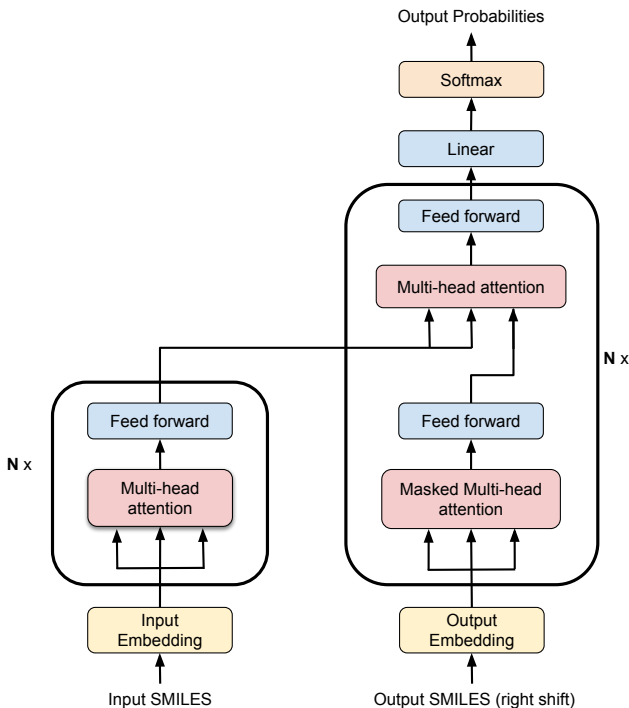 Output Probabilities
Softmax
Linear
Feed forward
Multi-head attention
N x
Feed forward
Feed forward
N x
Multi-head
attention
Masked Multi-head
attention
Input
Embedding
Output
Embedding
Input SMILES
Output SMILES (right shift)